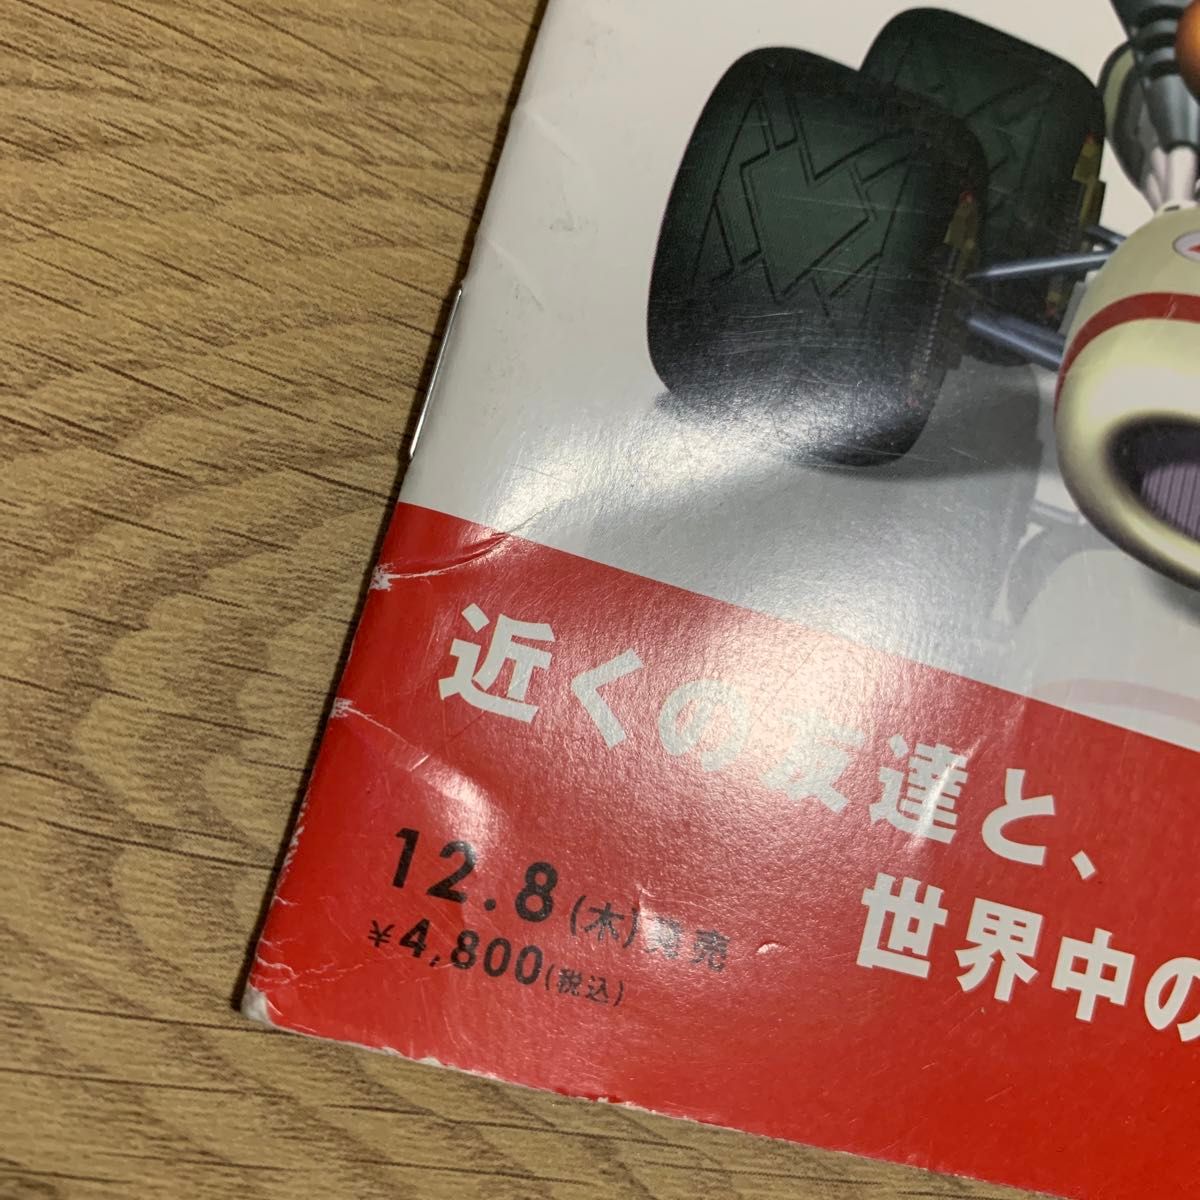 近くの友達と、
世界中の
12.8(木)発売
¥4,800(税込)